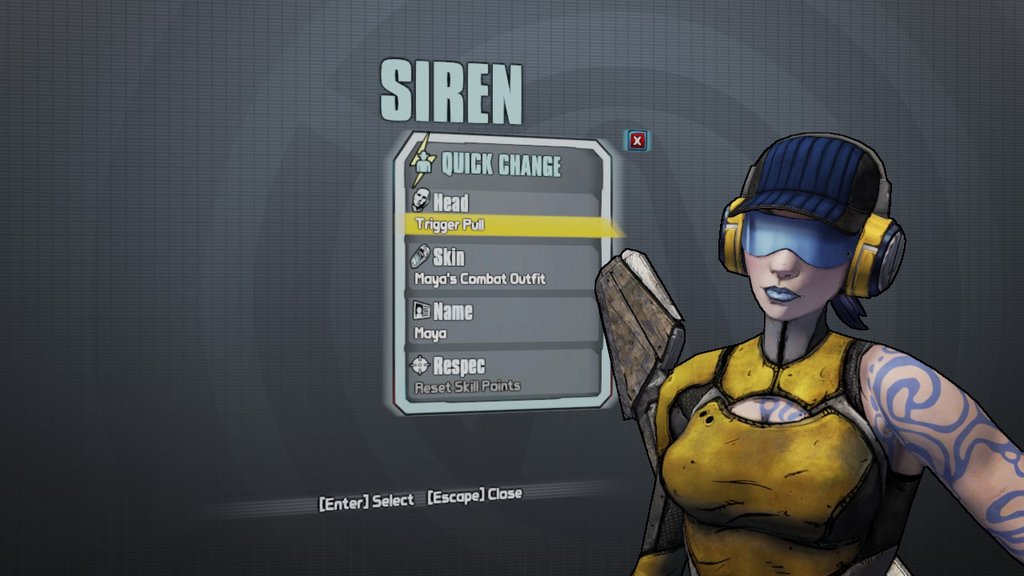 SIREN
X
QUICK CHANGE
Head
Trigger Pull
Skin
Maya's Combat Outfit
Name
Maya
Respec
Reset Skill Points
[Enter] Select [Escape] Close